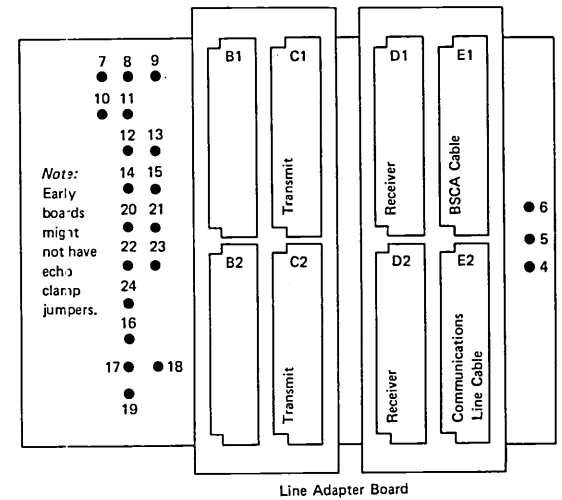 7 8 9
10 11
12 13
14 15
20 21
22 23
24
16
17 18
19
Note:
Early
boards
might
not have
echo
clamp
jumpers.
B1 C1 D1 E1
Transmit
Receiver
BSCA Cable
B2 C2 D2 E2
Transmit
Receiver
Communications
Line Cable
6
5
4
Line Adapter Board